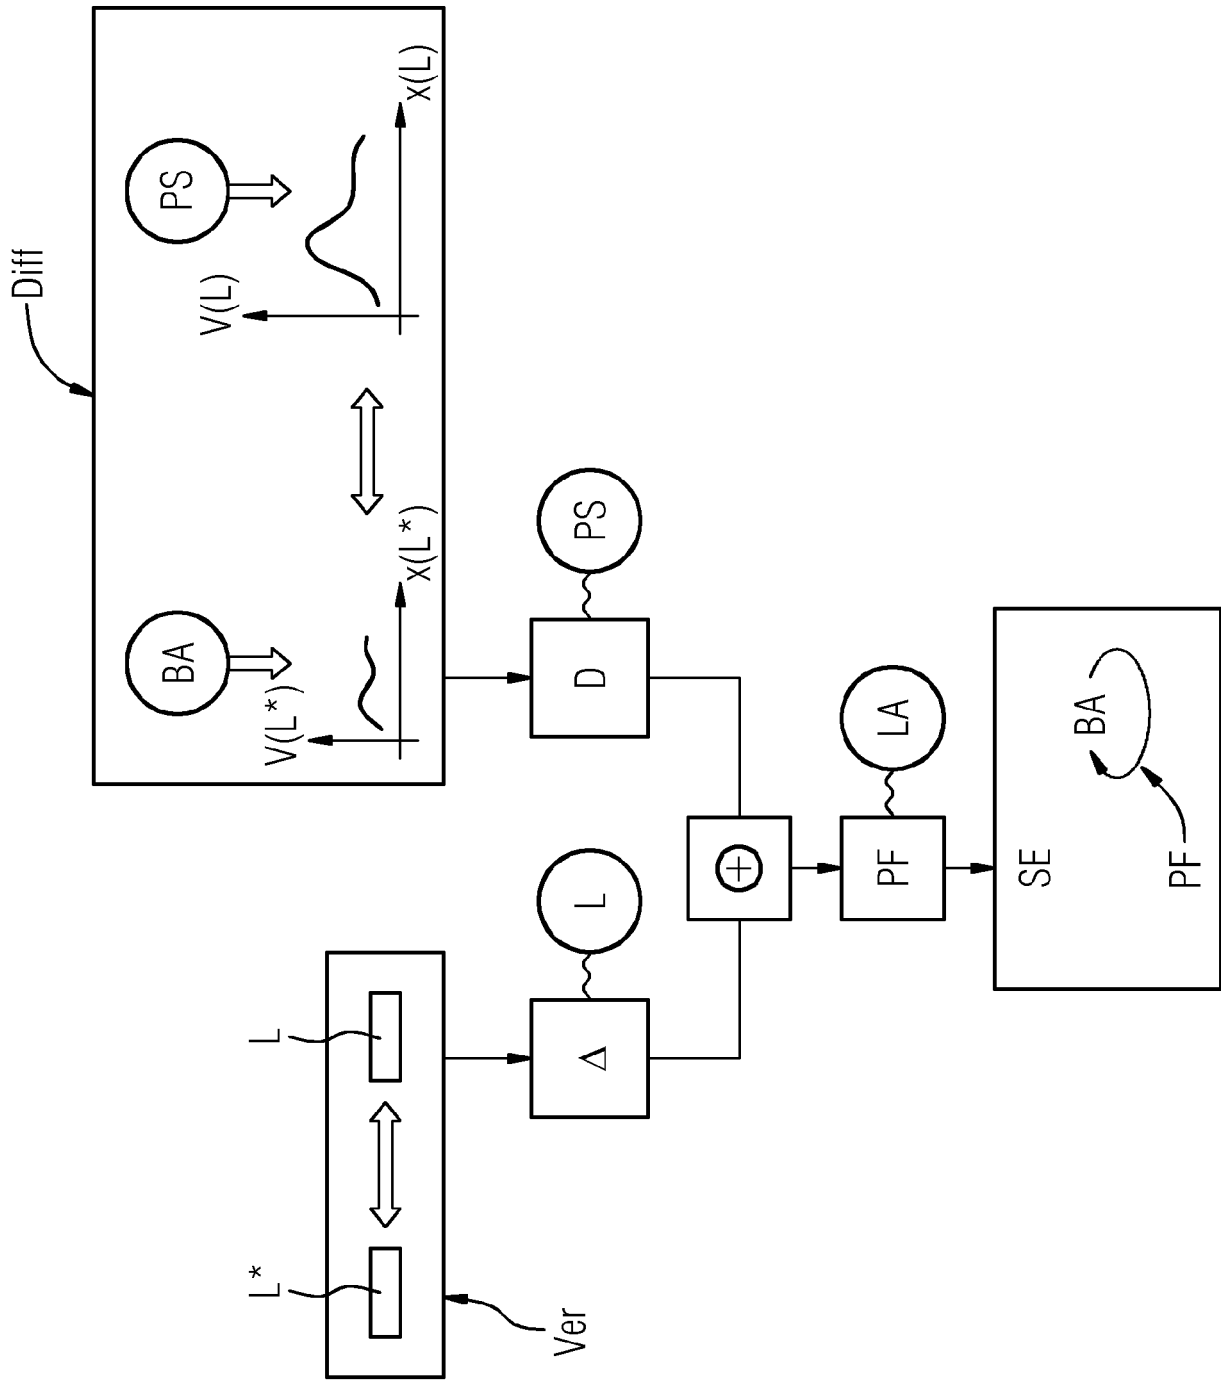 Diff
BA
PS
V(L*)
x(L*)
V(L)
x(L)
L*
L
Ver
Δ
L
D
PS
+
PF
LA
SE
BA
PF